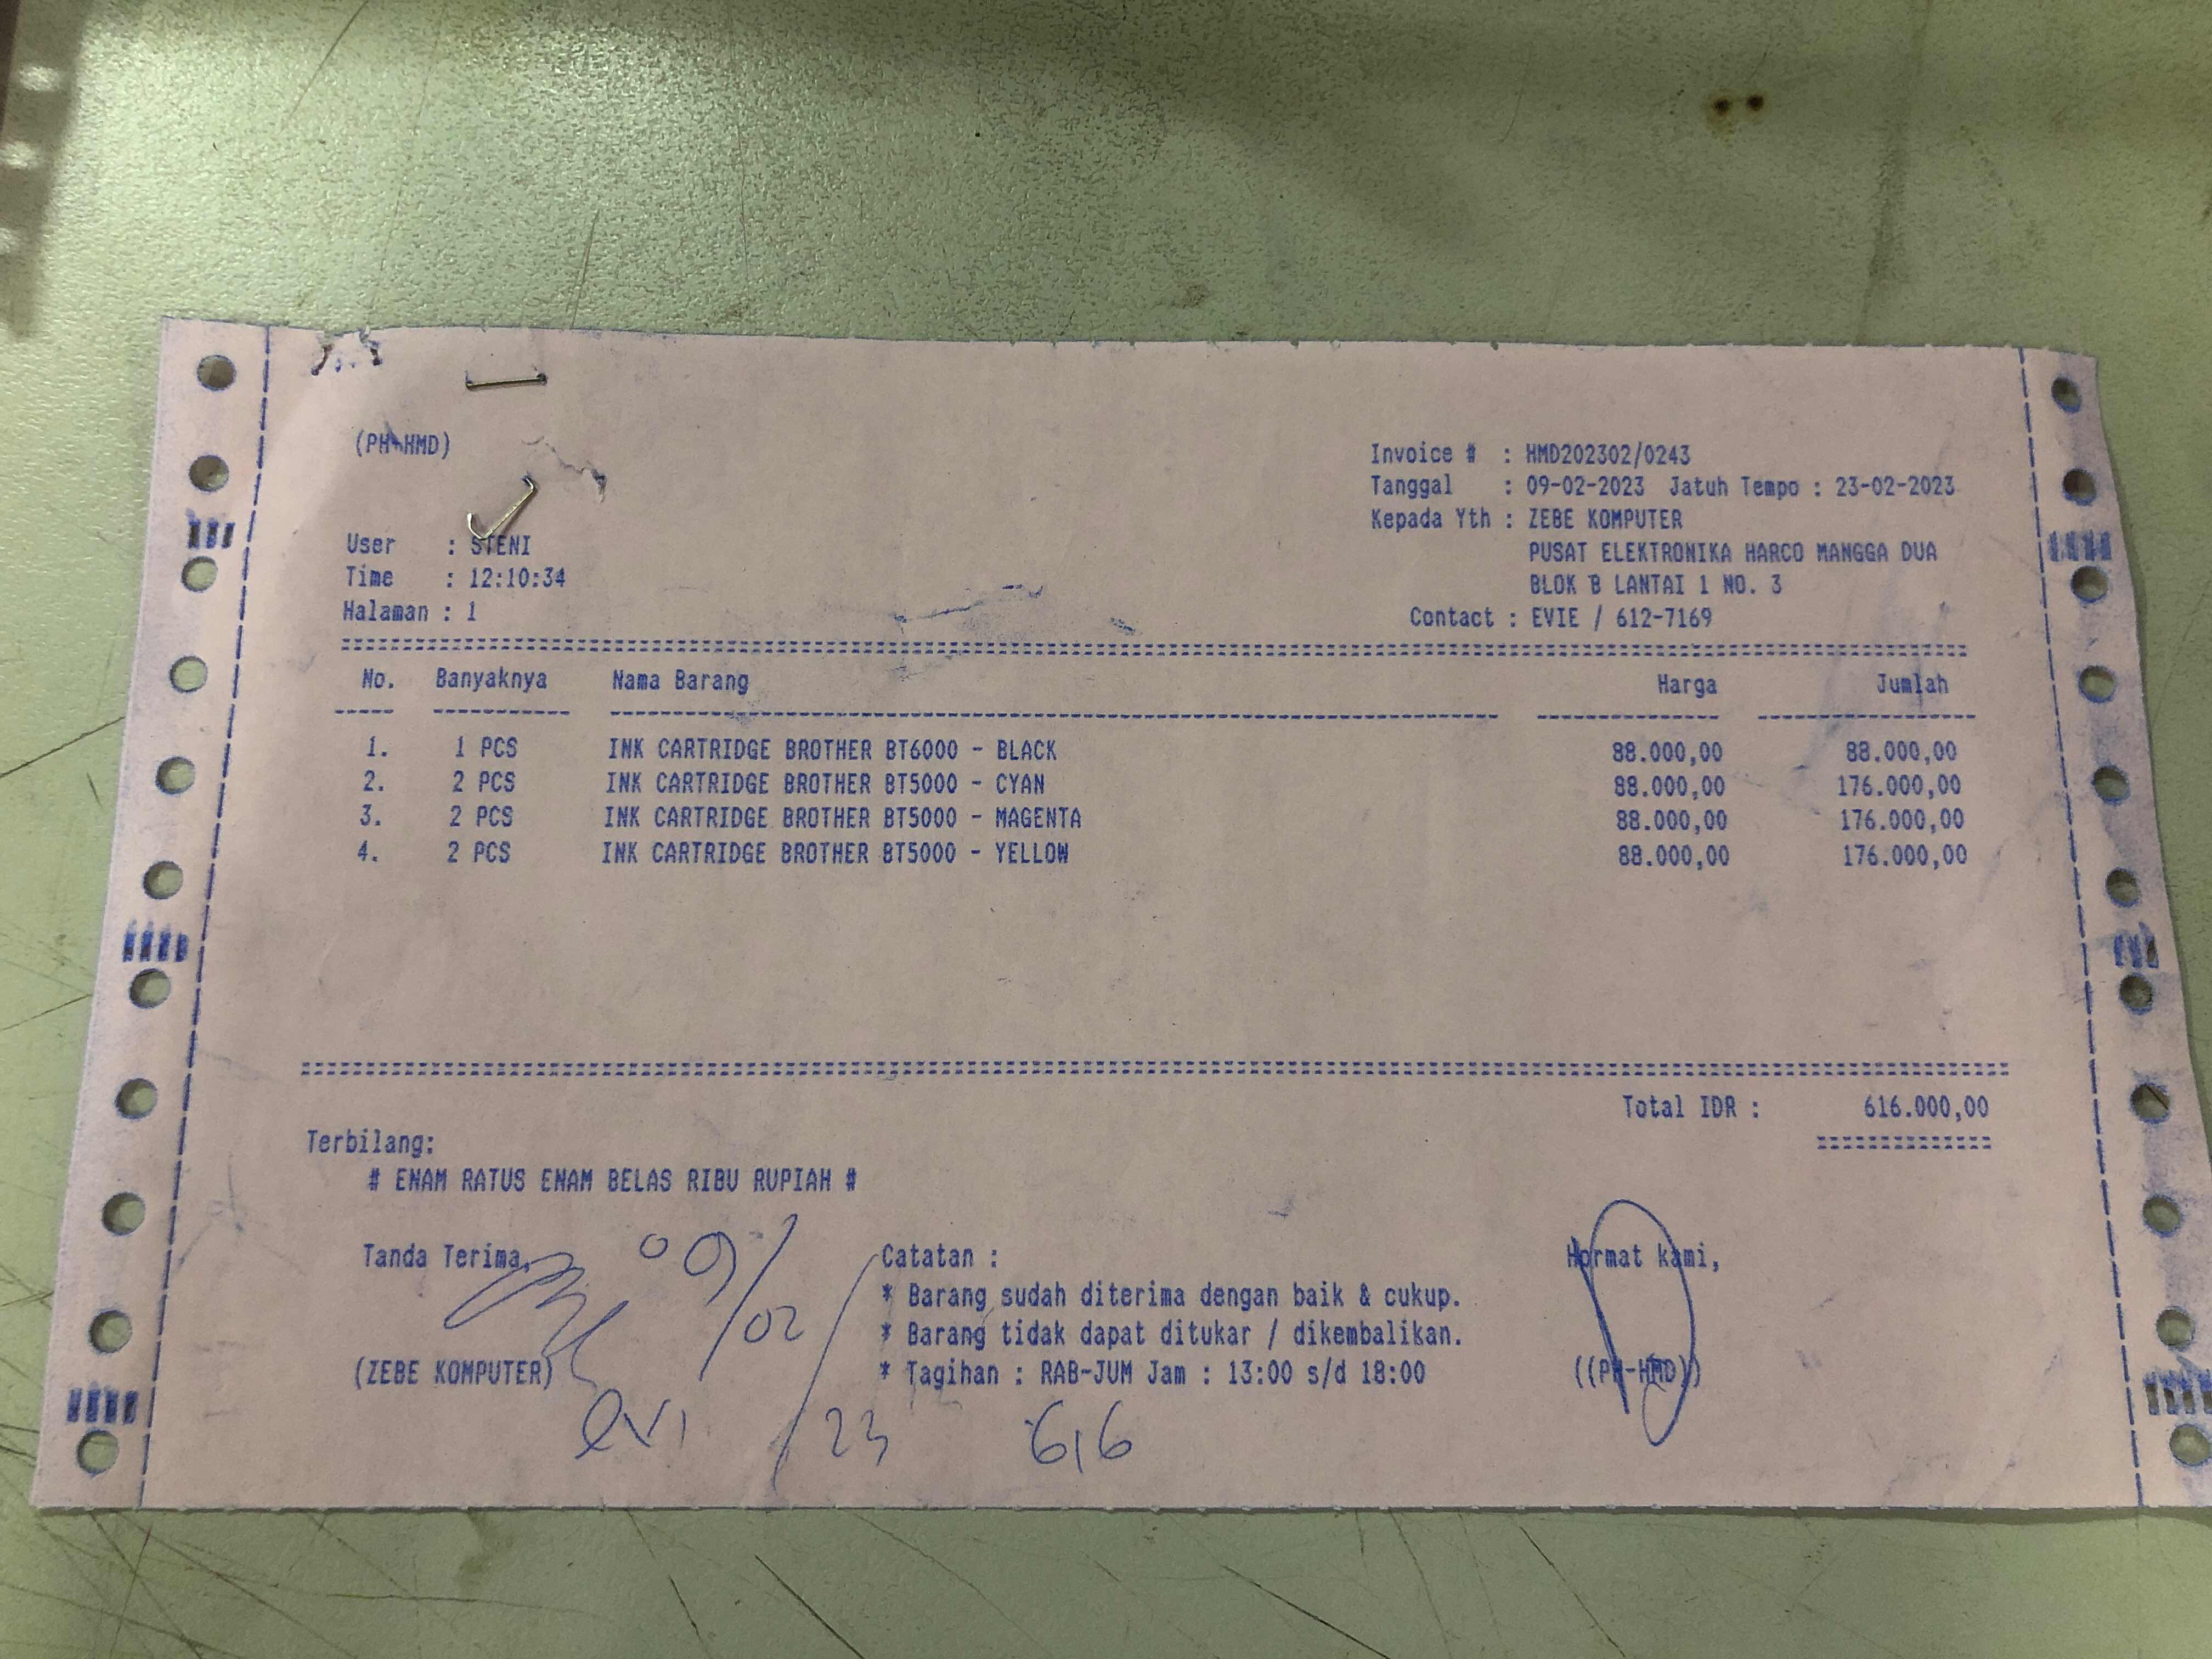 (PH-HMD)
Invoice # : HMD202302/0243
Tanggal : 09-02-2023 Jatuh Tempo : 23-02-2023
Kepada Yth : ZEBE KOMPUTER
PUSAT ELEKTRONIKA HARCO MANGGA DUA
BLOK B LANTAI 1 NO. 3
Contact : EVIE / 612-7169
User : STENI
Time : 12:10:34
Halaman : 1
No. Banyaknya Nama Barang Harga Jumlah
1. 1 PCS INK CARTRIDGE BROTHER BT6000 - BLACK 88.000,00 88.000,00
2. 2 PCS INK CARTRIDGE BROTHER BT5000 - CYAN 88.000,00 176.000,00
3. 2 PCS INK CARTRIDGE BROTHER BT5000 - MAGENTA 88.000,00 176.000,00
4. 2 PCS INK CARTRIDGE BROTHER BT5000 - YELLOW 88.000,00 176.000,00
Total IDR : 616.000,00
Terbilang:
# ENAM RATUS ENAM BELAS RIBU RUPIAH #
Tanda Terima,
09/02/23
(ZEBE KOMPUTER)
evi
Catatan :
* Barang sudah diterima dengan baik & cukup.
* Barang tidak dapat ditukar / dikembalikan.
* Tagihan : RAB-JUM Jam : 13:00 s/d 18:00
616
Hormat kami,
((PH-HMD))